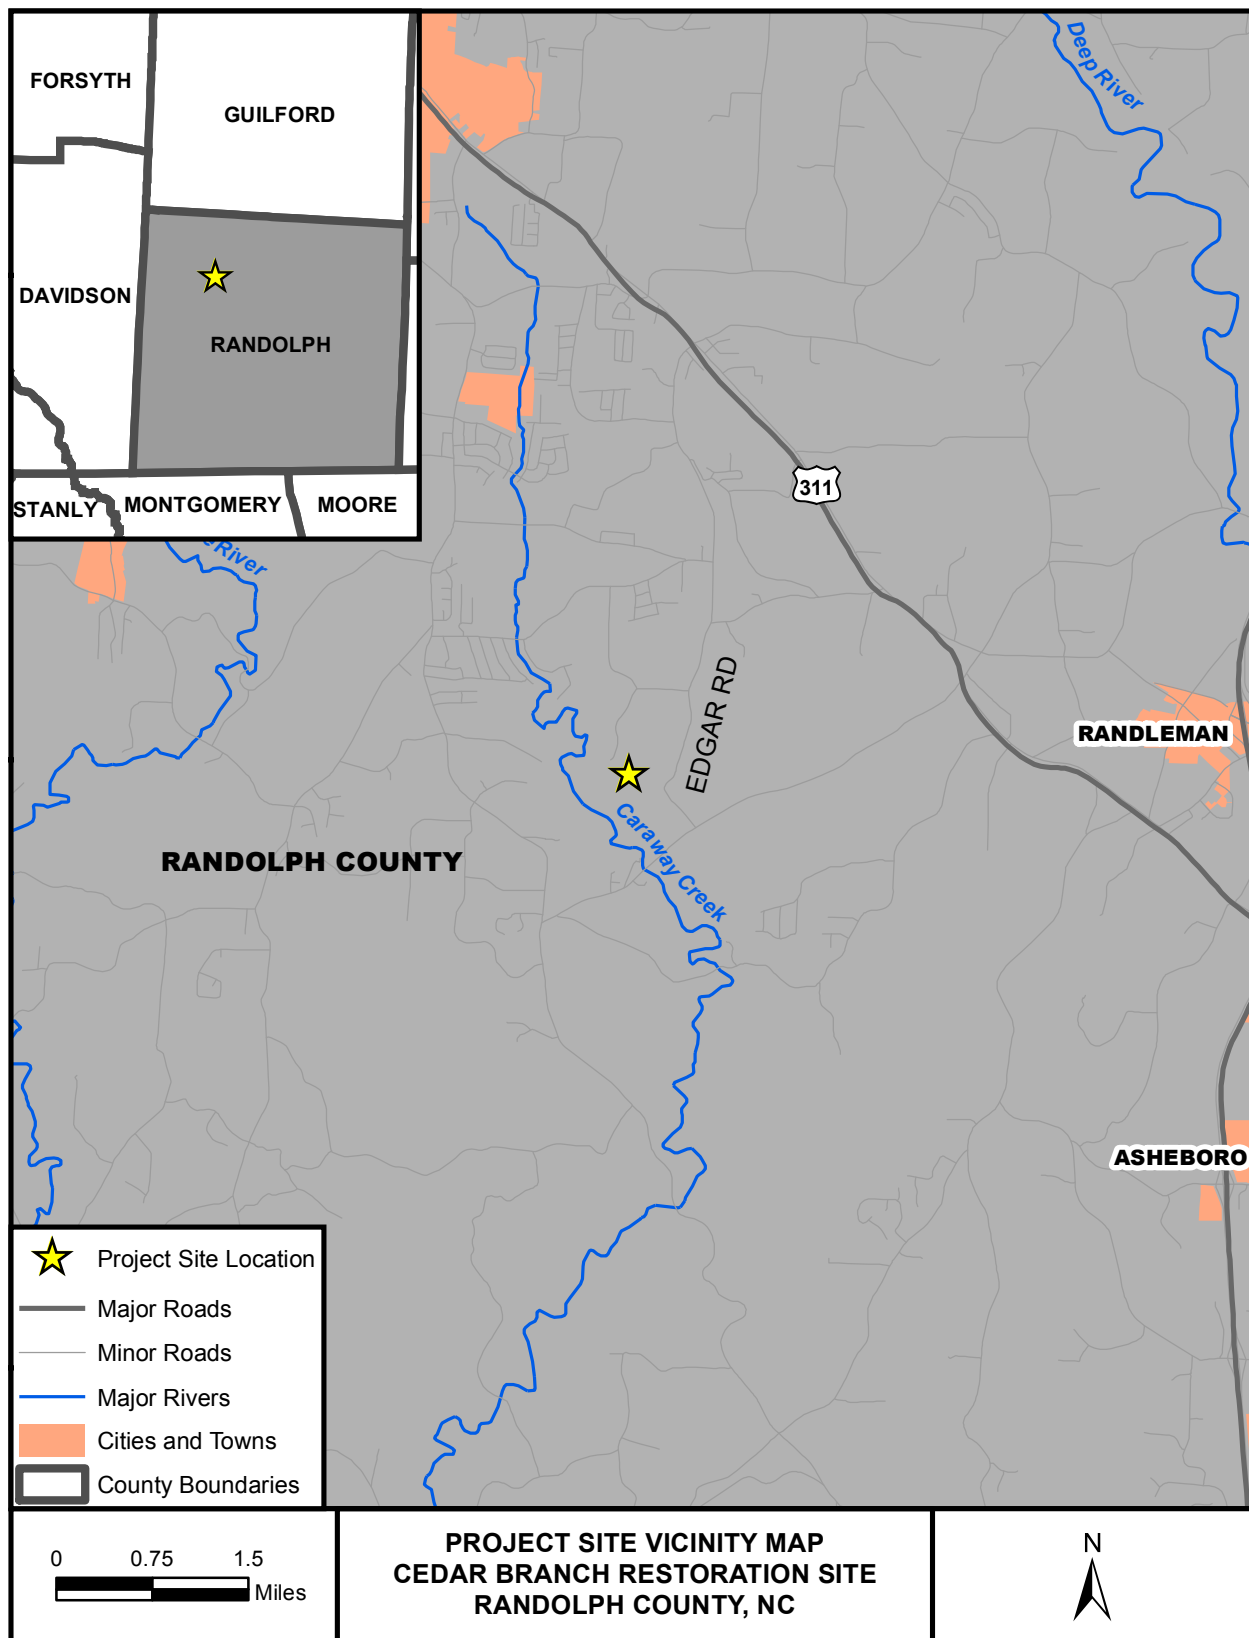 FORSYTH
GUILFORD
DAVIDSON
RANDOLPH
STANLY
MONTGOMERY
MOORE
Deep River
311
River
EDGAR RD
RANDLEMAN
Caraway Creek
RANDOLPH COUNTY
ASHEBORO
Project Site Location
Major Roads
Minor Roads
Major Rivers
Cities and Towns
County Boundaries
0 0.75 1.5
Miles
PROJECT SITE VICINITY MAP
CEDAR BRANCH RESTORATION SITE
RANDOLPH COUNTY, NC
N